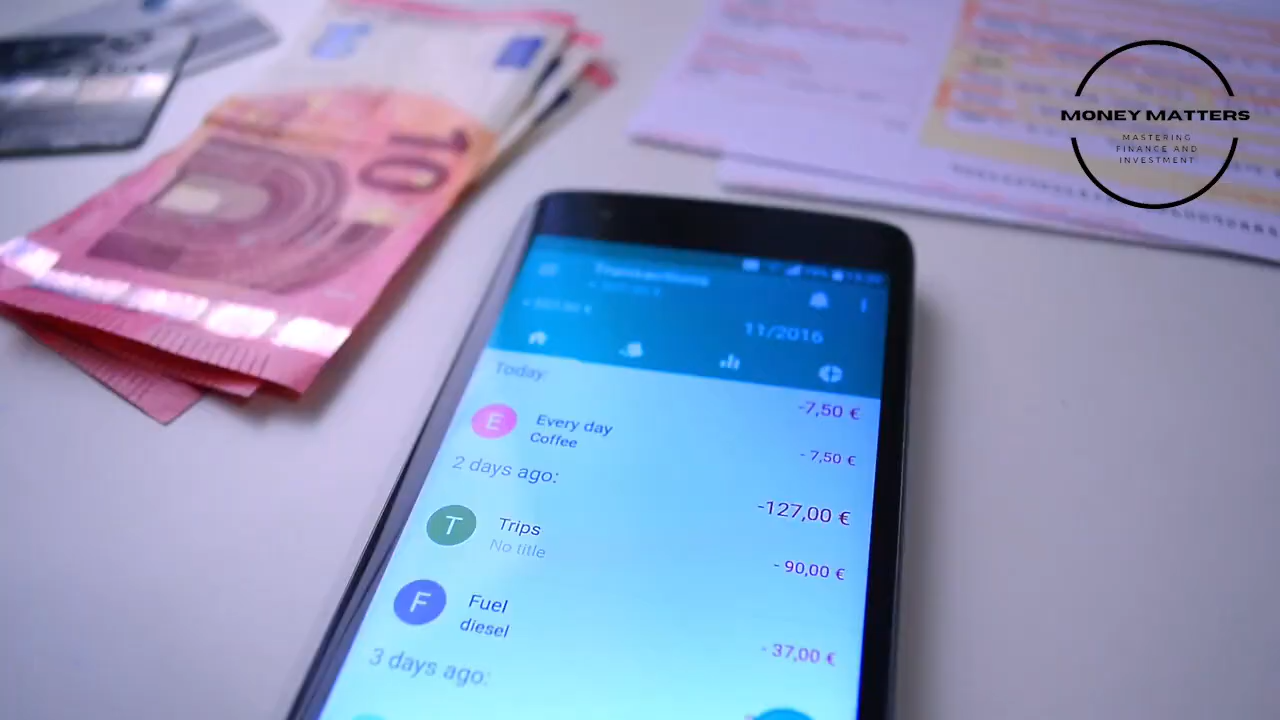 10
MONEY MATTERS
MASTERING
FINANCE AND
INVESTMENT
Transactions
11/2016
Today:
-7,50 €
E
Every day
Coffee
- 7,50 €
2 days ago:
-127,00 €
T
Trips
No title
- 90,00 €
F
Fuel
diesel
- 37,00 €
3 days ago: